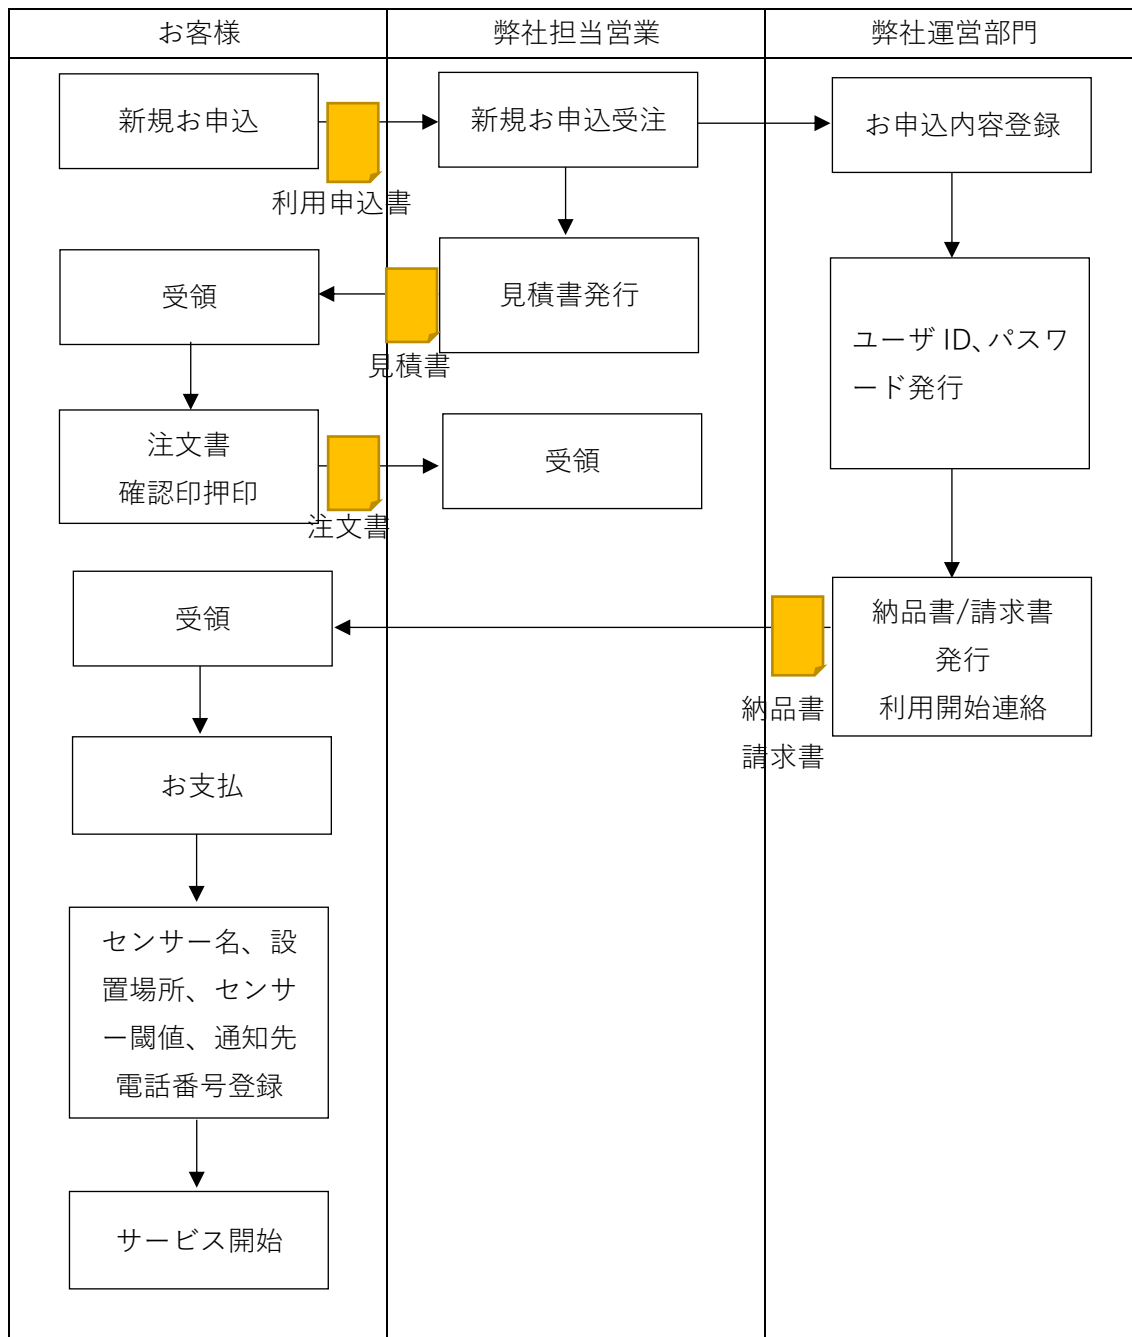 お客様
弊社担当営業
弊社運営部門
新規お申込
新規お申込受注
お申込内容登録
利用申込書
受領
見積書発行
ユーザ ID、パスワ
ード発行
見積書
注文書
確認印押印
受領
注文書
受領
納品書/請求書
発行
利用開始連絡
納品書
請求書
お支払
センサー名、設
置場所、センサ
ー閾値、通知先
電話番号登録
サービス開始